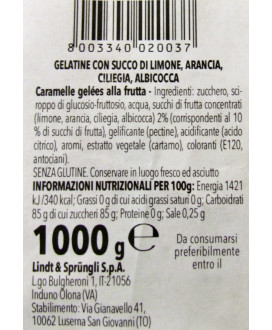 8003340020037
GELATINE CON SUCCO DI LIMONE, ARANCIA,
CILIEGIA, ALBICOCCA
Caramelle gelées alla frutta - Ingredienti: zucchero, sci-
roppo di glucosio-fruttosio, acqua, succhi di frutta concentrati
(limone, arancia, ciliegia, albicocca) 2% (corrispondenti al 10
% di succhi di frutta), gelificante (pectine), acidificante (acido
citrico), aromi, estratto vegetale (cartamo), coloranti (E120,
antociani).
SENZA GLUTINE. Conservare in luogo fresco ed asciutto
INFORMAZIONI NUTRIZIONALI PER 100g: Energia 1421
kJ /340 kcal; Grassi 0 g di cui acidi grassi saturi 0 g, Carboidrati
85 g di cui zuccheri 85 g; Proteine 0 g; Sale 0,25 g
1000 g e
Da consumarsi
preferibilmente
entro il
Lindt & Sprüngli S.p.A.
L.go Bulgheroni 1, IT-21056
Induno Olona (VA)
Stabilimento: Via Gianavello 41,
10062 Luserna San Giovanni (TO)